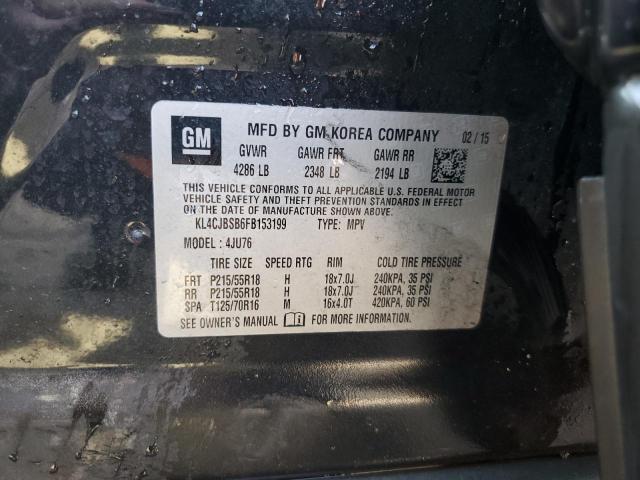 GM
MFD BY GM KOREA COMPANY 02 / 15
GVWR GAWR FRT GAWR RR
4286 LB 2348 LB 2194 LB
THIS VEHICLE CONFORMS TO ALL APPLICABLE U.S. FEDERAL MOTOR
VEHICLE SAFETY AND THEFT PREVENTION STANDARDS IN EFFECT
ON THE DATE OF MANUFACTURE SHOWN ABOVE.
KL4CJBSB6FB153199 TYPE: MPV
MODEL : 4JU76
TIRE SIZE SPEED RTG RIM COLD TIRE PRESSURE
FRT P215/55R18 H 18x7.0J 240KPA, 35 PSI
RR P215/55R18 H 18x7.0J 240KPA, 35 PSI
SPA T125/70R16 M 16x4.0T 420KPA, 60 PSI
SEE OWNER'S MANUAL FOR MORE INFORMATION.